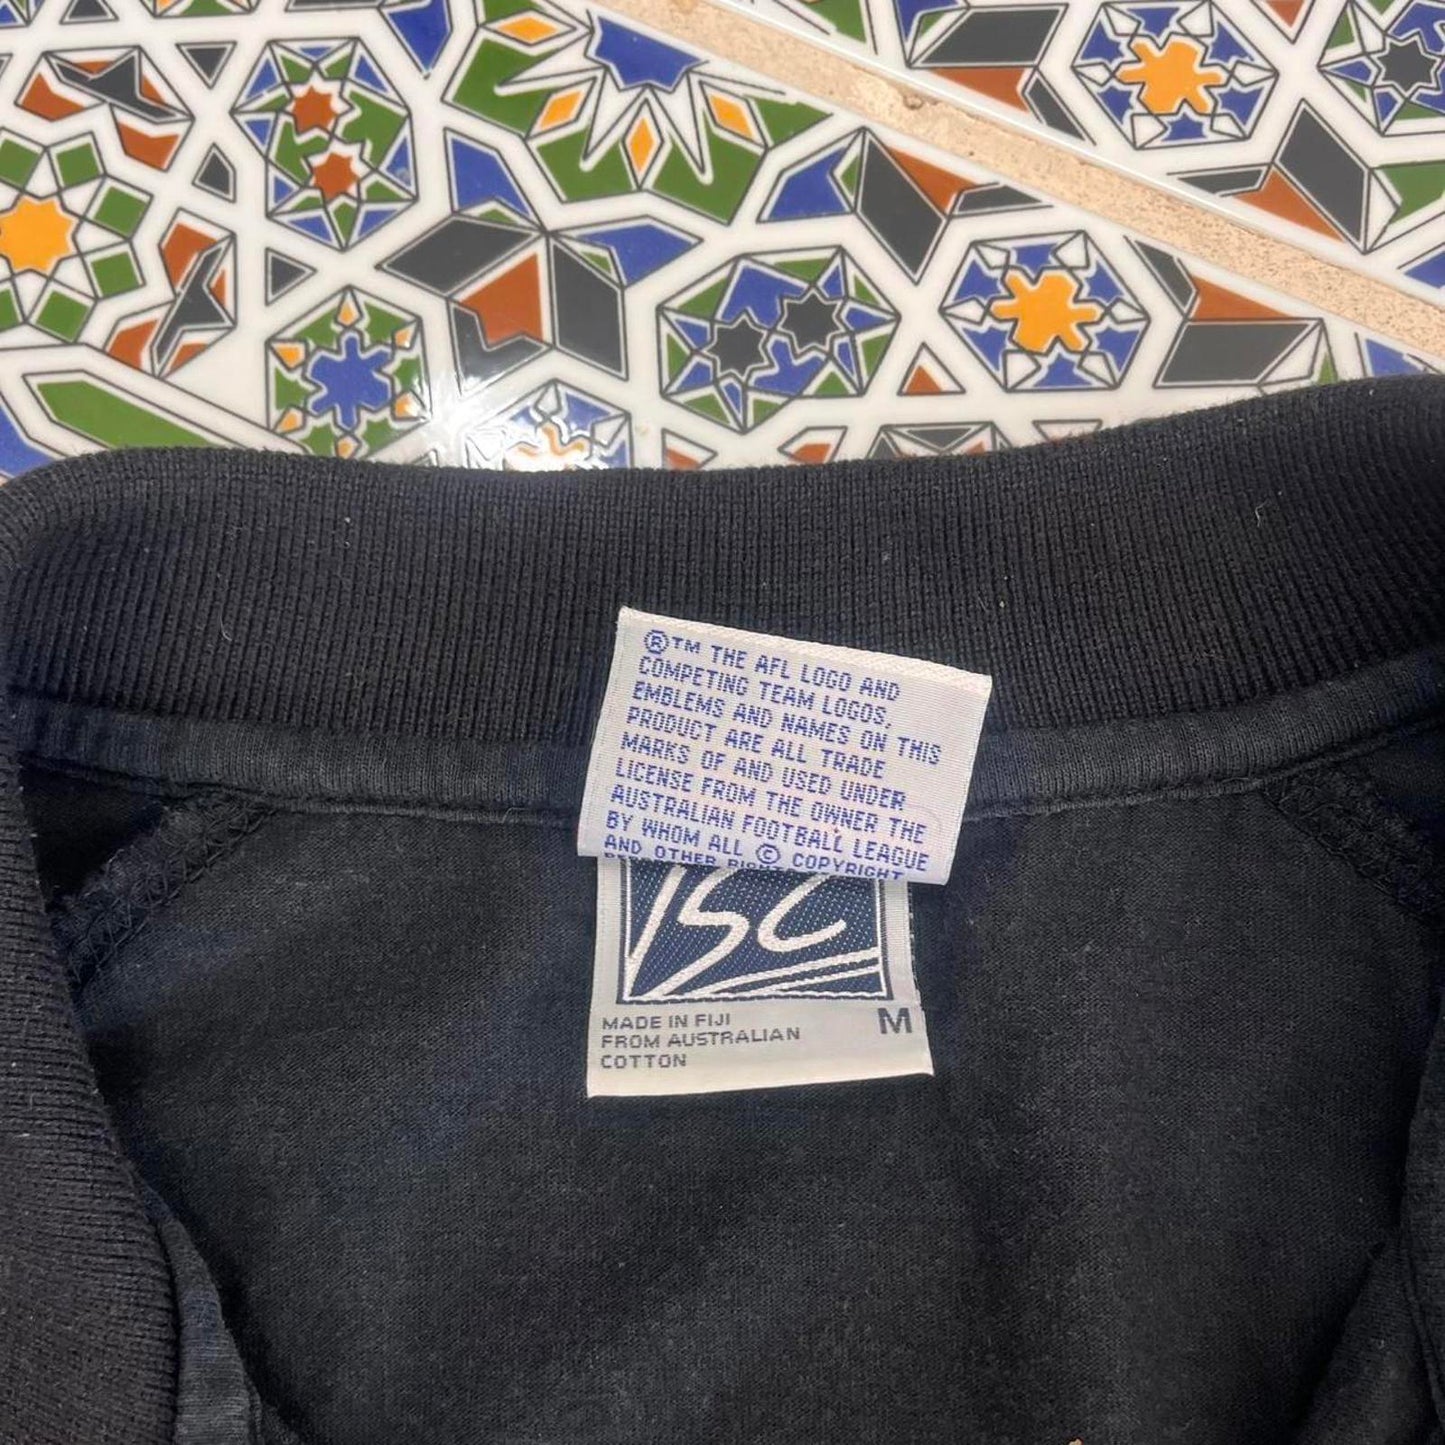 ®TM THE AFL LOGO AND
COMPETING TEAM LOGOS,
EMBLEMS AND NAMES ON THIS
PRODUCT ARE ALL TRADE
MARKS OF AND USED UNDER
LICENSE FROM THE OWNER THE
AUSTRALIAN FOOTBALL LEAGUE
BY WHOM ALL © COPYRIGHT
AND OTHER
ISC
MADE IN FIJI
FROM AUSTRALIAN
COTTON
M